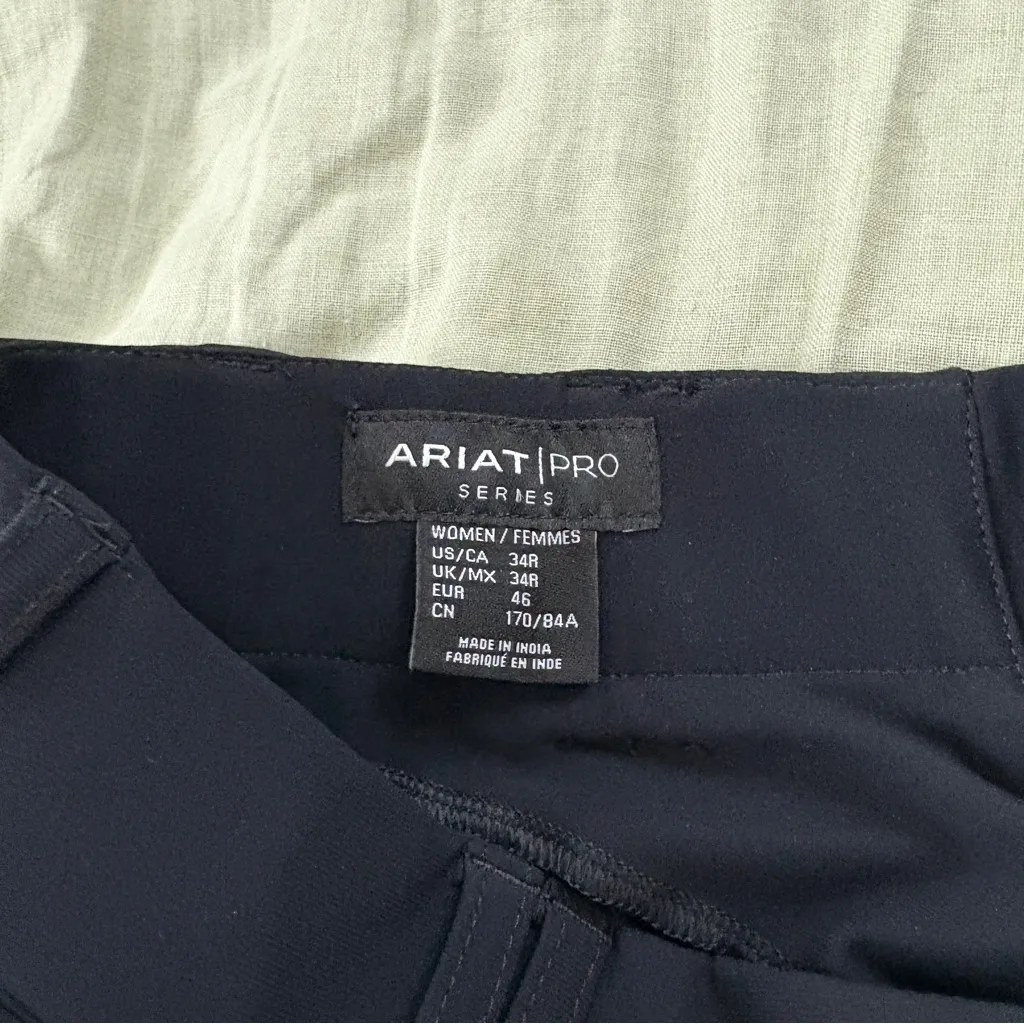 ARIAT|PRO
SERIES
WOMEN / FEMMES
US/CA 34R
UK/MX 34R
EUR 46
CN 170/84A
MADE IN INDIA
FABRIQUÉ EN INDE